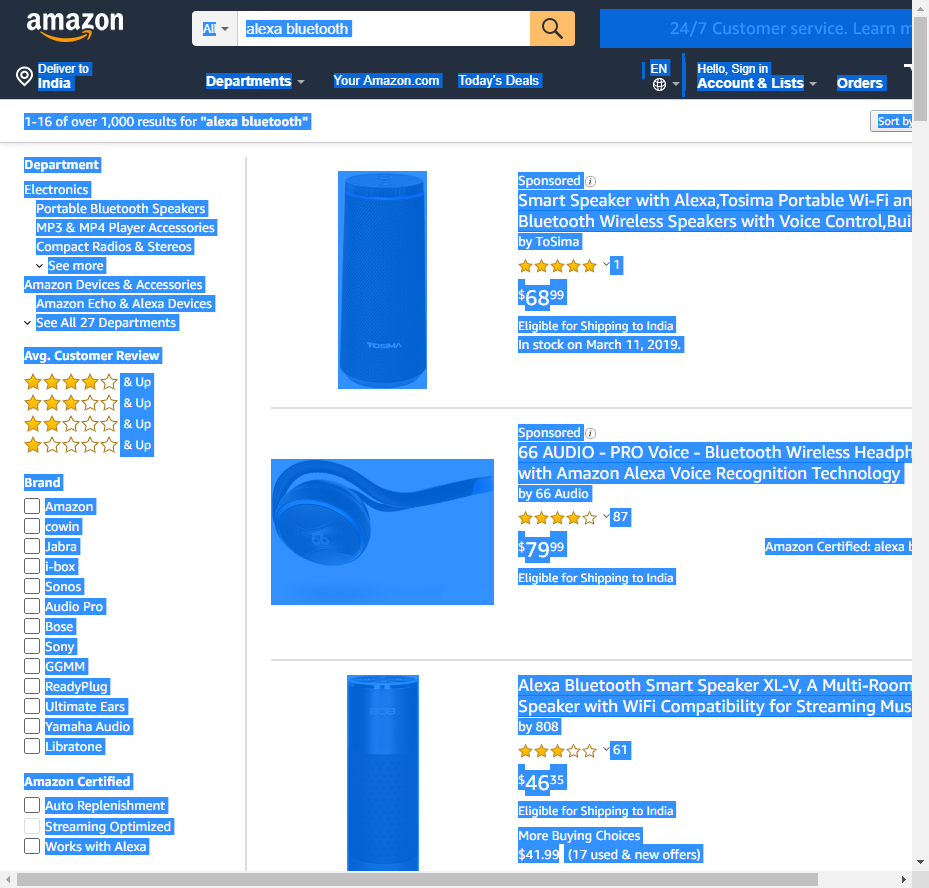 amazon
All
alexa bluetooth
24/7 Customer service. Learn m
Deliver to
India
Departments
Your Amazon.com
Today's Deals
EN
Hello, Sign in
Account & Lists
Orders
1-16 of over 1,000 results for "alexa bluetooth"
Sort by
Department
Electronics
Portable Bluetooth Speakers
MP3 & MP4 Player Accessories
Compact Radios & Stereos
See more
Amazon Devices & Accessories
Amazon Echo & Alexa Devices
See All 27 Departments
Avg. Customer Review
& Up
& Up
& Up
& Up
Brand
Amazon
cowin
Jabra
i-box
Sonos
Audio Pro
Bose
Sony
GGMM
ReadyPlug
Ultimate Ears
Yamaha Audio
Libratone
Amazon Certified
Auto Replenishment
Streaming Optimized
Works with Alexa
TOSIMA
Sponsored
Smart Speaker with Alexa,Tosima Portable Wi-Fi an
Bluetooth Wireless Speakers with Voice Control,Bui
by ToSima
1
$68 99
Eligible for Shipping to India
In stock on March 11, 2019.
66
Sponsored
66 AUDIO - PRO Voice - Bluetooth Wireless Headph
with Amazon Alexa Voice Recognition Technology
by 66 Audio
87
$79 99
Amazon Certified: alexa b
Eligible for Shipping to India
808
Alexa Bluetooth Smart Speaker XL-V, A Multi-Room
Speaker with WiFi Compatibility for Streaming Mus
by 808
61
$46 35
Eligible for Shipping to India
More Buying Choices
$41.99 (17 used & new offers)